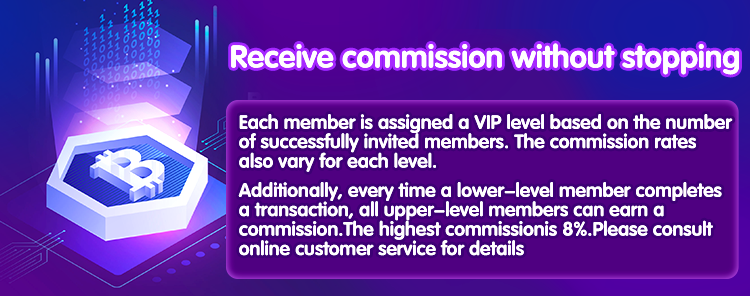 Receive commission without stopping
Each member is assigned a VIP level based on the number
of successfully invited members. The commission rates
also vary for each level.
Additionally, every time a lower-level member completes
a transaction, all upper-level members can earn a
commission.The highest commissionis 8%.Please consult
online customer service for details